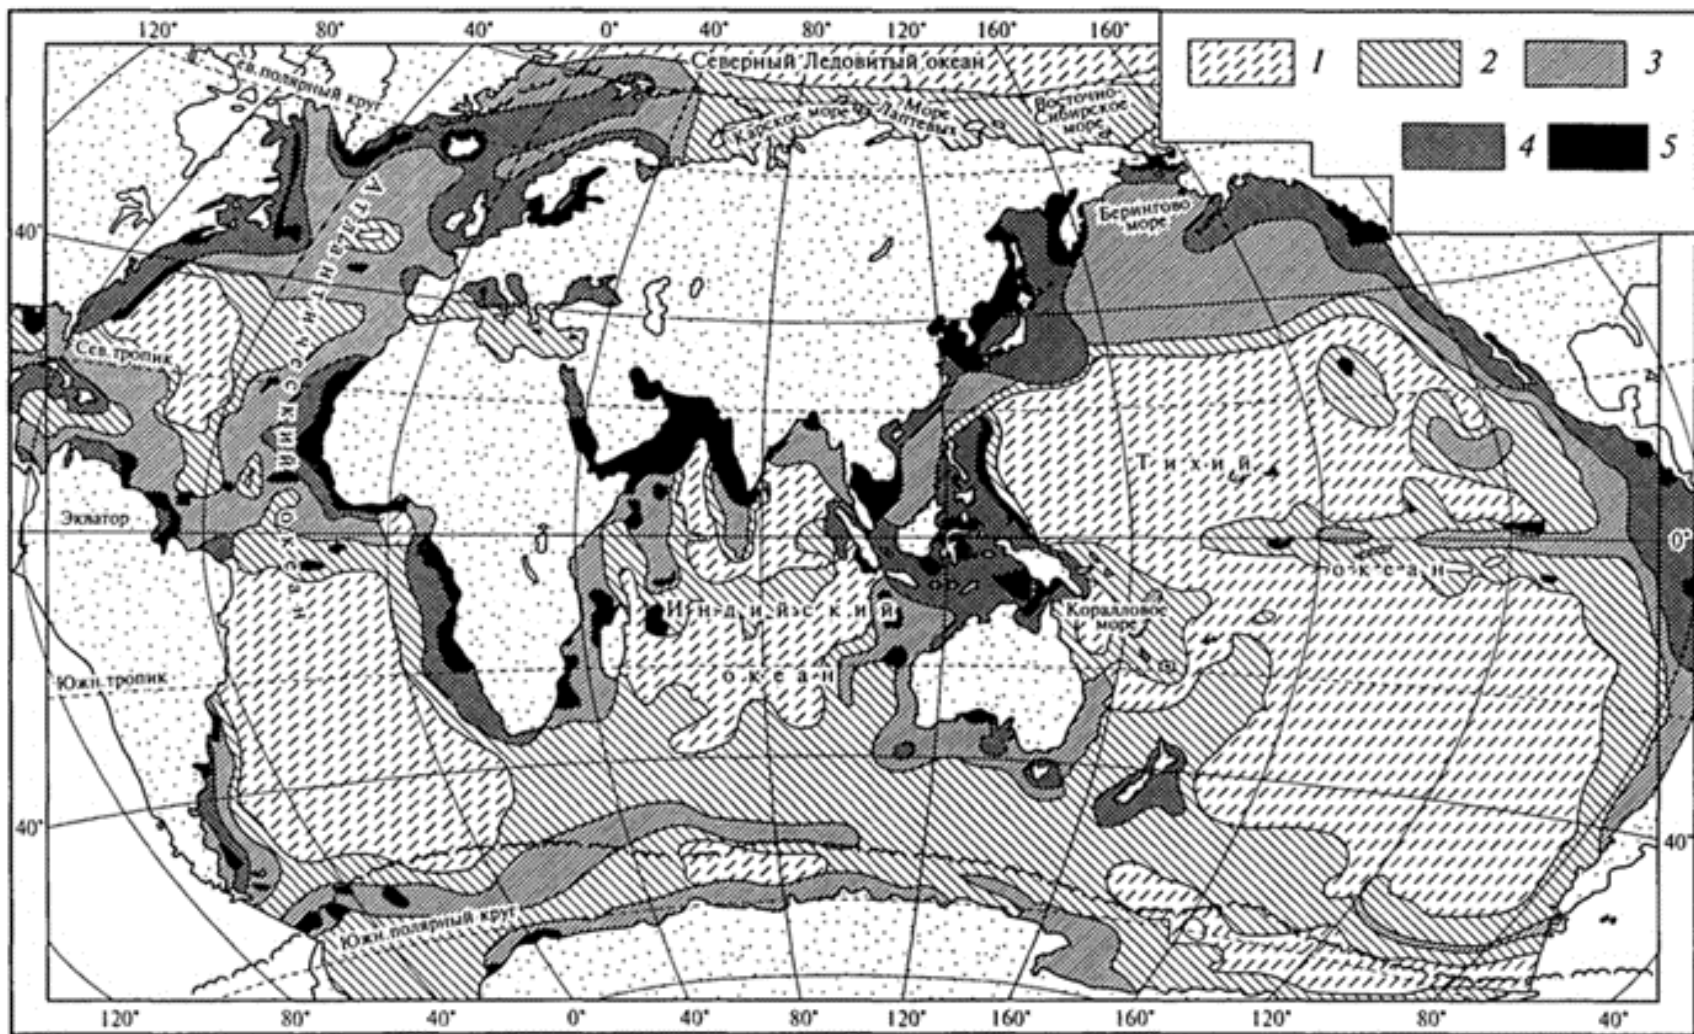 120° 80° 40° 0° 40° 80° 120° 160° 160°
1 2 3
4 5
Северный Ледовитый океан
Сев. полярный круг
Карское море
Море Лаптевых
Восточно-
Сибирское
море
Берингово
море
40°
Атлантический океан
Сев. тропик
Тихий
Экватор
0°
океан
Индийский
Коралловое
море
Южн. тропик
океан
40°
40°
Южн. полярный круг
120° 80° 40° 0° 40° 80° 120° 160° 160° 120° 80° 40°